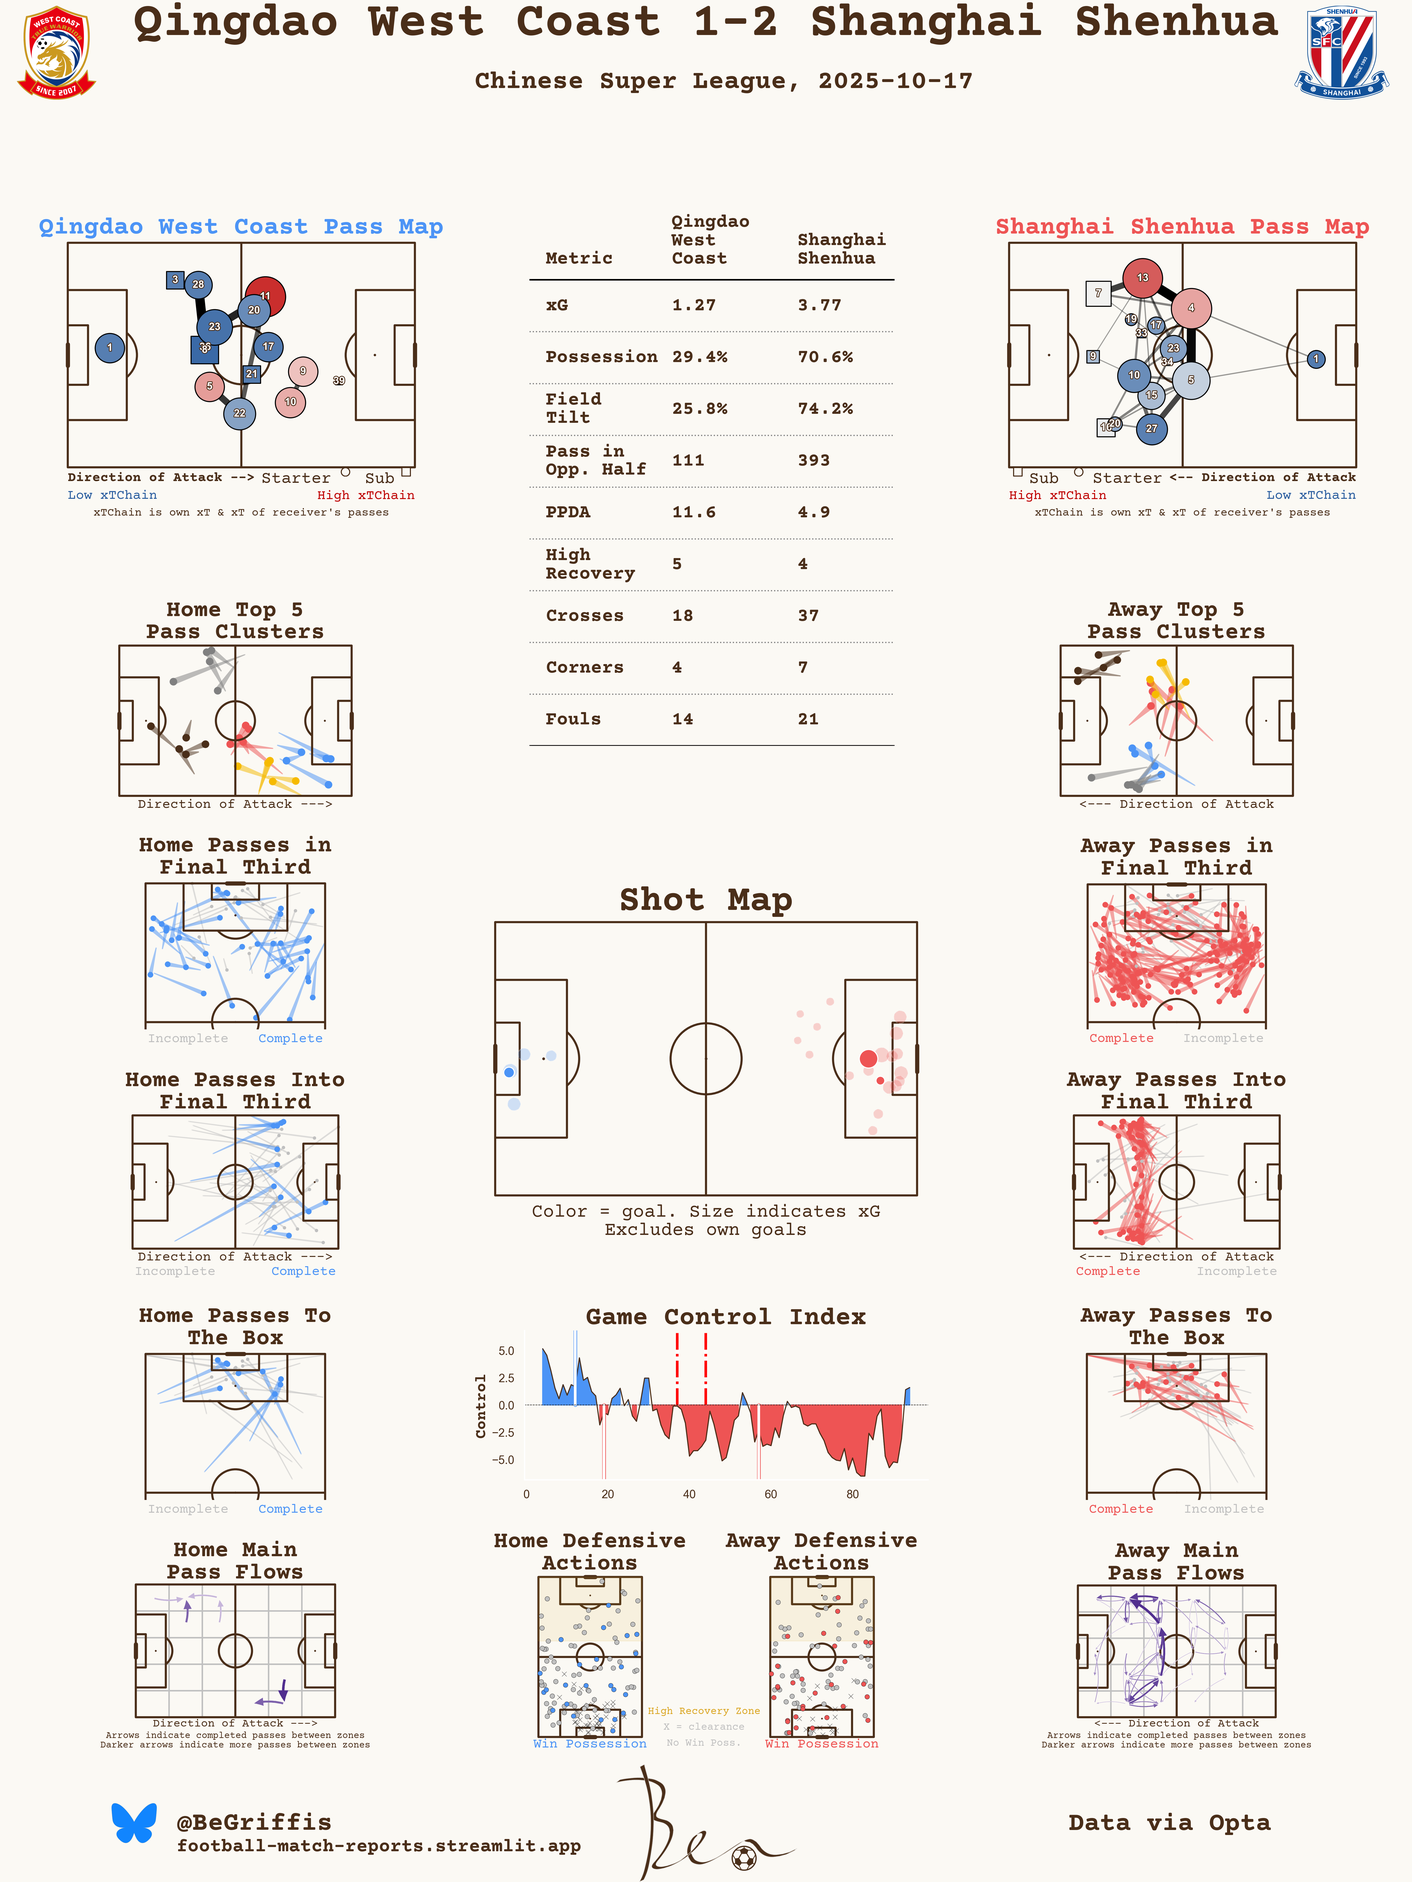 Qingdao West Coast 1-2 Shanghai Shenhua
Chinese Super League, 2025-10-17
WEST COAST
SINCE 2007
SHENHUA
SFC
SINCE 1993
SHANGHAI
Qingdao West Coast Pass Map
3
28
11
20
23
8
17
1
21
9
39
5
10
22
Direction of Attack --> Starter Sub
Low xTChain High xTChain
xTChain is own xT & xT of receiver's passes
Metric Qingdao West Coast Shanghai Shenhua
xG 1.27 3.77
Possession 29.4% 70.6%
Field Tilt 25.8% 74.2%
Pass in Opp. Half 111 393
PPDA 11.6 4.9
High Recovery 5 4
Crosses 18 37
Corners 4 7
Fouls 14 21
Shanghai Shenhua Pass Map
13
7
4
19
17
33
23
9
34
1
10
5
15
20
27
Sub Starter <-- Direction of Attack
High xTChain Low xTChain
xTChain is own xT & xT of receiver's passes
Home Top 5
Pass Clusters
Direction of Attack --->
Away Top 5
Pass Clusters
<--- Direction of Attack
Home Passes in
Final Third
Incomplete Complete
Away Passes in
Final Third
Complete Incomplete
Shot Map
Color = goal. Size indicates xG
Excludes own goals
Home Passes Into
Final Third
Direction of Attack --->
Incomplete Complete
Away Passes Into
Final Third
<--- Direction of Attack
Complete Incomplete
Home Passes To
The Box
Incomplete Complete
Game Control Index
Control
5.0
2.5
0.0
−2.5
−5.0
0 20 40 60 80
Away Passes To
The Box
Complete Incomplete
Home Main
Pass Flows
Direction of Attack --->
Arrows indicate completed passes between zones
Darker arrows indicate more passes between zones
Home Defensive
Actions
Win Possession
High Recovery Zone
X = clearance
No Win Poss.
Away Defensive
Actions
Win Possession
Away Main
Pass Flows
<--- Direction of Attack
Arrows indicate completed passes between zones
Darker arrows indicate more passes between zones
@BeGriffis
football-match-reports.streamlit.app
Ben
Data via Opta